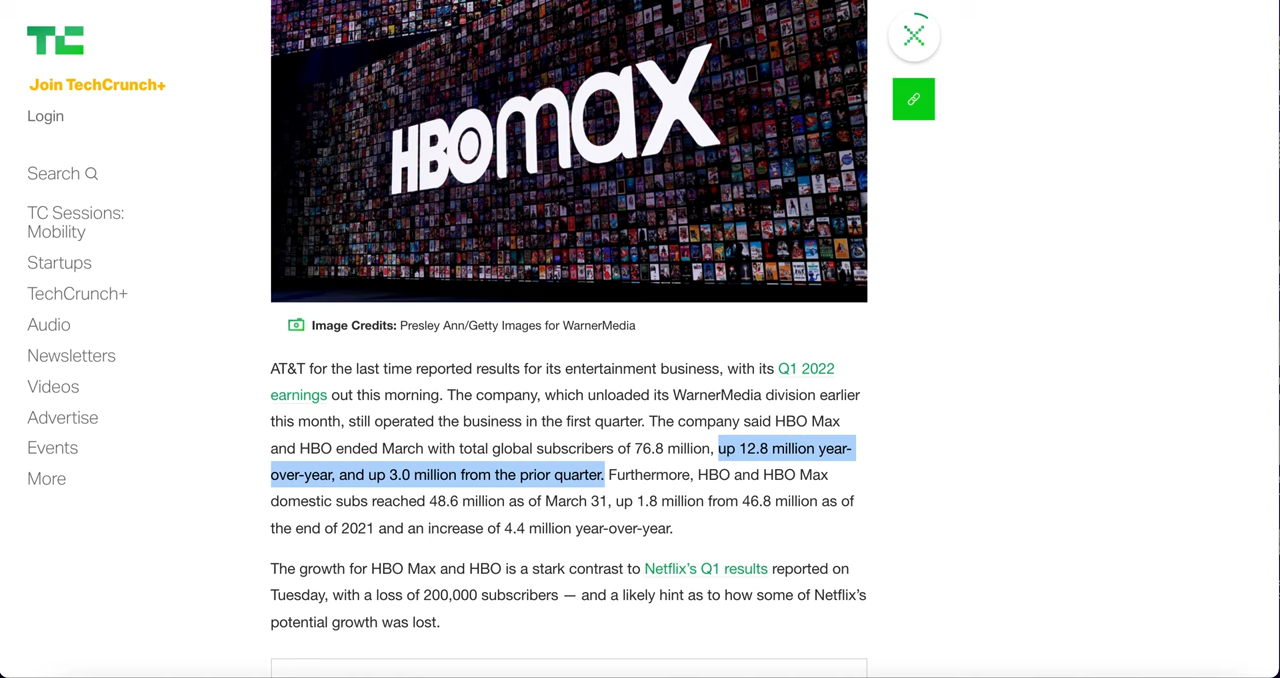 TC
Join TechCrunch+
Login
Search
TC Sessions:
Mobility
Startups
TechCrunch+
Audio
Newsletters
Videos
Advertise
Events
More
HBOmax
Image Credits: Presley Ann/Getty Images for WarnerMedia
AT&T for the last time reported results for its entertainment business, with its Q1 2022
earnings out this morning. The company, which unloaded its WarnerMedia division earlier
this month, still operated the business in the first quarter. The company said HBO Max
and HBO ended March with total global subscribers of 76.8 million, up 12.8 million year-
over-year, and up 3.0 million from the prior quarter. Furthermore, HBO and HBO Max
domestic subs reached 48.6 million as of March 31, up 1.8 million from 46.8 million as of
the end of 2021 and an increase of 4.4 million year-over-year.
The growth for HBO Max and HBO is a stark contrast to Netflix’s Q1 results reported on
Tuesday, with a loss of 200,000 subscribers — and a likely hint as to how some of Netflix’s
potential growth was lost.